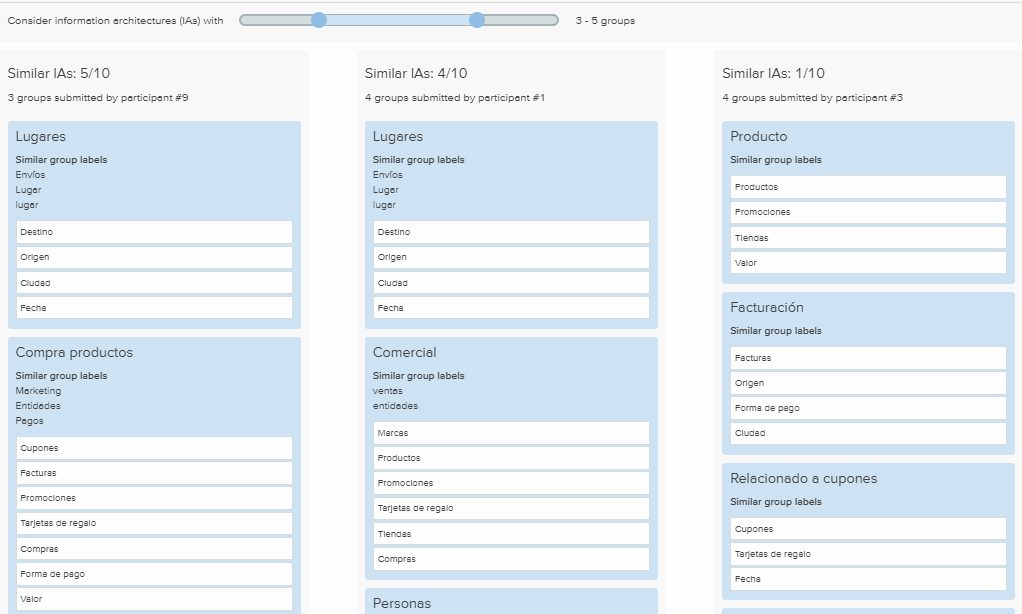 Consider information architectures (IAs) with
3 - 5 groups
Similar IAs: 5/10
3 groups submitted by participant #9
Lugares
Similar group labels
Envíos
Lugar
lugar
Destino
Origen
Ciudad
Fecha
Compra productos
Similar group labels
Marketing
Entidades
Pagos
Cupones
Facturas
Promociones
Tarjetas de regalo
Compras
Forma de pago
Valor
Similar IAs: 4/10
4 groups submitted by participant #1
Lugares
Similar group labels
Envíos
Lugar
lugar
Destino
Origen
Ciudad
Fecha
Comercial
Similar group labels
ventas
entidades
Marcas
Productos
Promociones
Tarjetas de regalo
Tiendas
Compras
Personas
Similar IAs: 1/10
4 groups submitted by participant #3
Producto
Similar group labels
Productos
Promociones
Tiendas
Valor
Facturación
Similar group labels
Facturas
Origen
Forma de pago
Ciudad
Relacionado a cupones
Similar group labels
Cupones
Tarjetas de regalo
Fecha